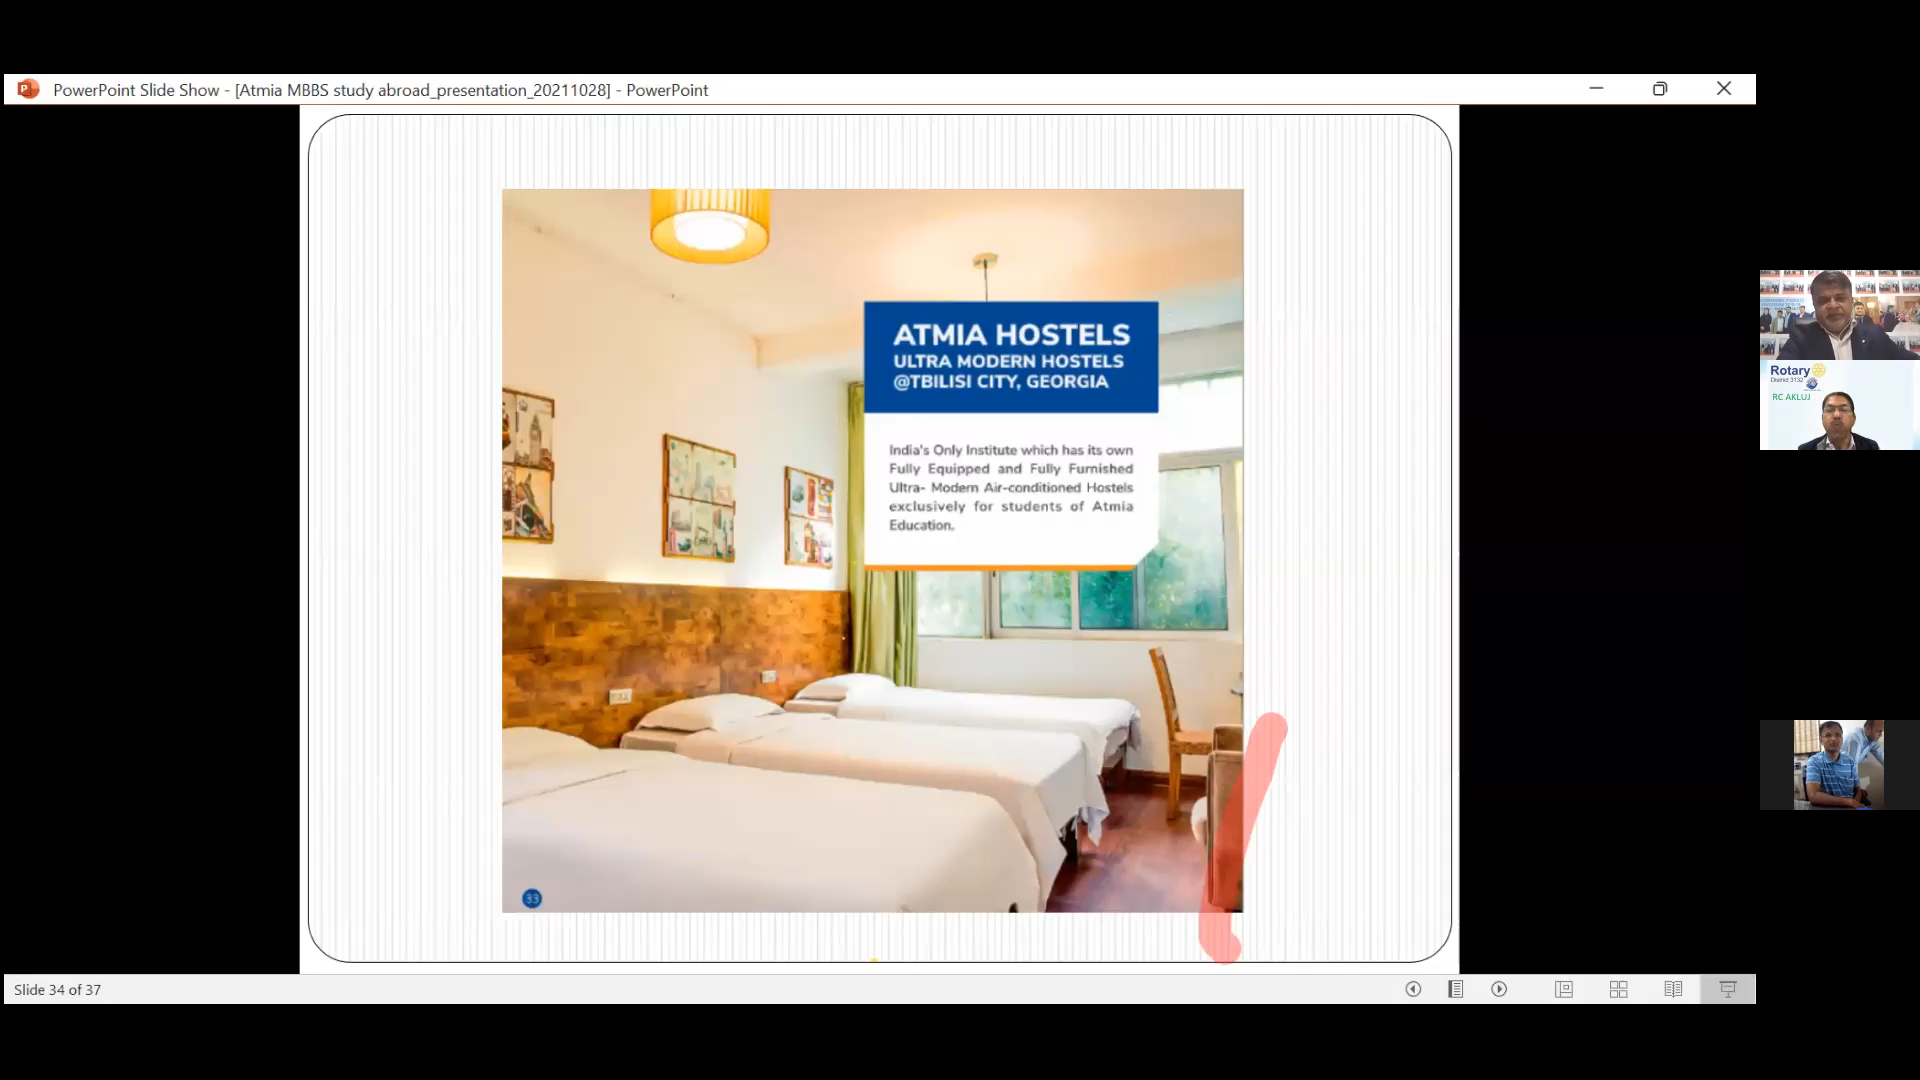 PowerPoint Slide Show - [Atmia MBBS study abroad_presentation_20211028] - PowerPoint
ATMIA HOSTELS
ULTRA MODERN HOSTELS
@TBILISI CITY, GEORGIA
India's Only Institute which has its own
Fully Equipped and Fully Furnished
Ultra- Modern Air-conditioned Hostels
exclusively for students of Atmia
Education.
33
Rotary
District 3132
RC AKLUJ
Slide 34 of 37